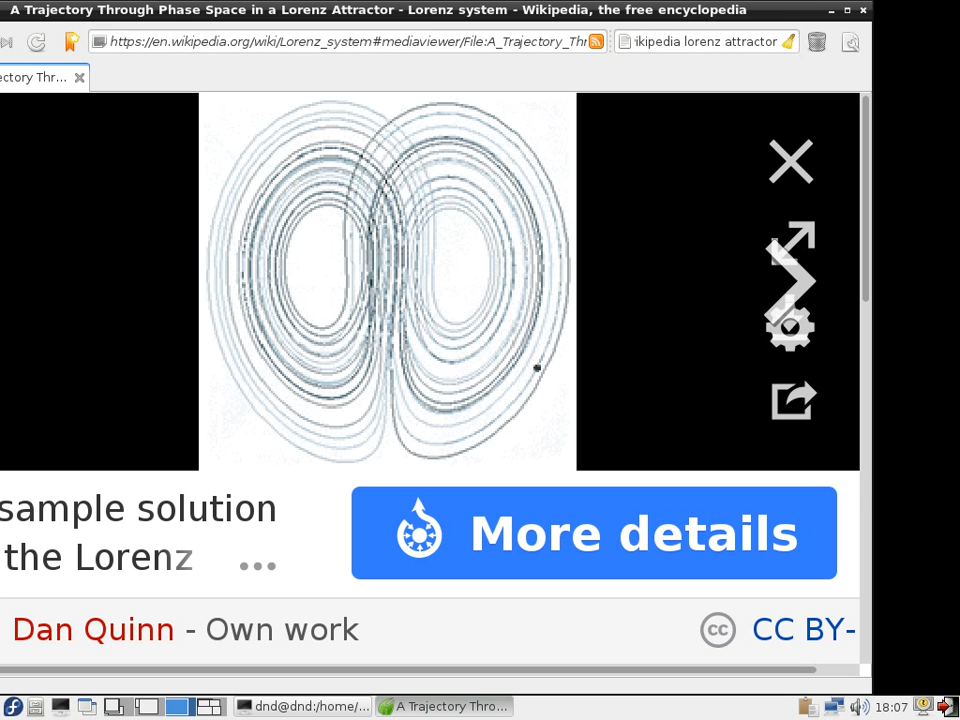 A Trajectory Through Phase Space in a Lorenz Attractor - Lorenz system - Wikipedia, the free encyclopedia
https://en.wikipedia.org/wiki/Lorenz_system#mediaviewer/File:A_Trajectory_Thr
ikipedia lorenz attractor
ectory Thr...
sample solution
the Lorenz ...
More details
Dan Quinn - Own work
cc CC BY-
dnd@dnd:/home/...
A Trajectory Thro...
18:07